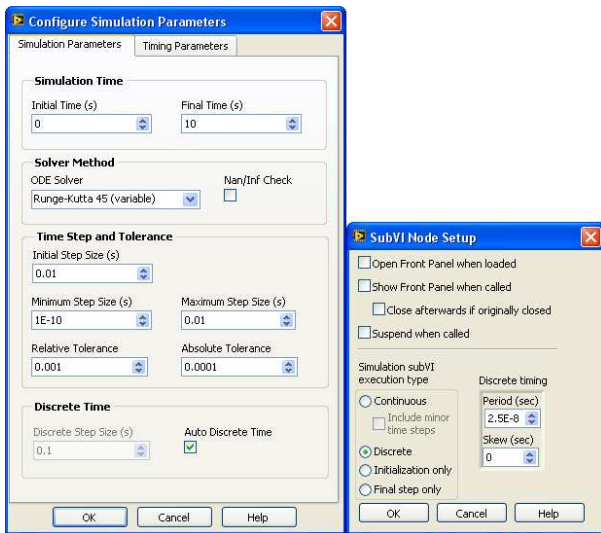 Configure Simulation Parameters
Simulation Parameters
Timing Parameters
Simulation Time
Initial Time (s)
Final Time (s)
0
10
Solver Method
ODE Solver
Nan/Inf Check
Runge-Kutta 45 (variable)
Time Step and Tolerance
Initial Step Size (s)
0.01
Minimum Step Size (s)
Maximum Step Size (s)
1E-10
0.01
Relative Tolerance
Absolute Tolerance
0.001
0.0001
Discrete Time
Discrete Step Size (s)
Auto Discrete Time
0.1
OK
Cancel
Help
SubVI Node Setup
Open Front Panel when loaded
Show Front Panel when called
Close afterwards if originally closed
Suspend when called
Simulation subVI
execution type
Continuous
Include minor
time steps
Discrete
Initialization only
Final step only
Discrete timing
Period (sec)
2.5E-8
Skew (sec)
0
OK
Cancel
Help